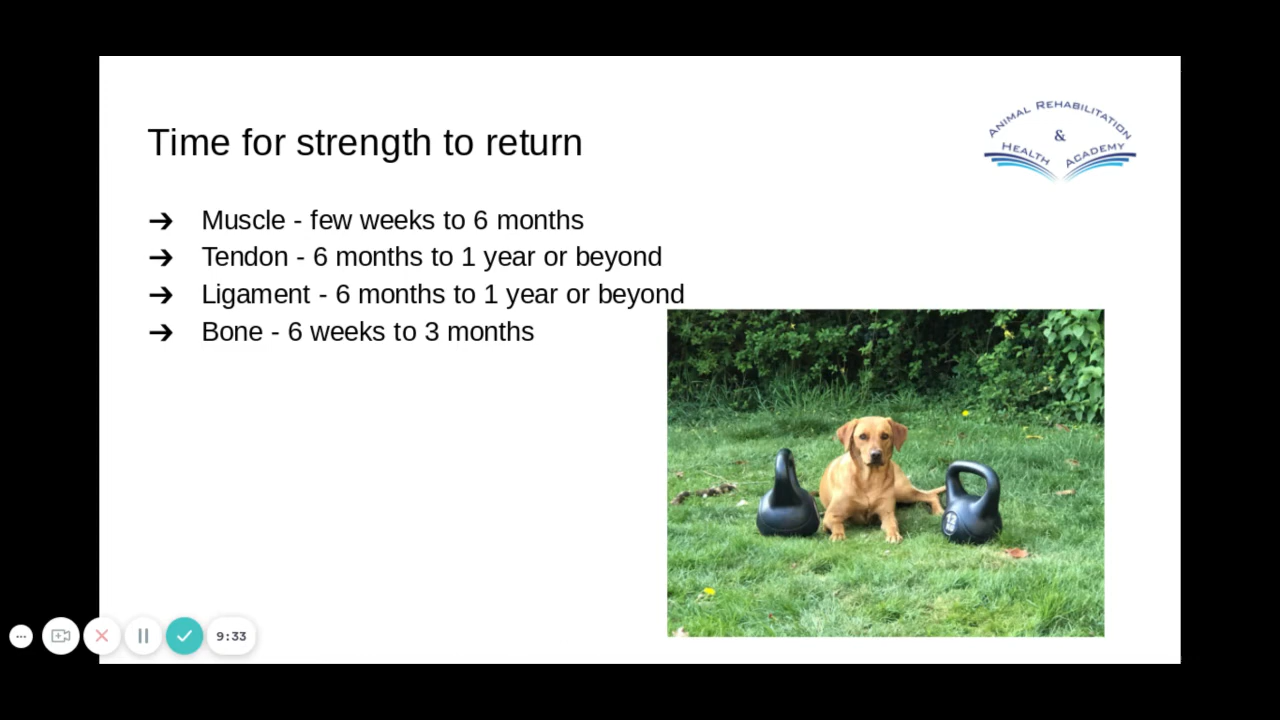 Time for strength to return
ANIMAL REHABILITATION
&
HEALTH ACADEMY
➔ Muscle - few weeks to 6 months
➔ Tendon - 6 months to 1 year or beyond
➔ Ligament - 6 months to 1 year or beyond
➔ Bone - 6 weeks to 3 months
9:33